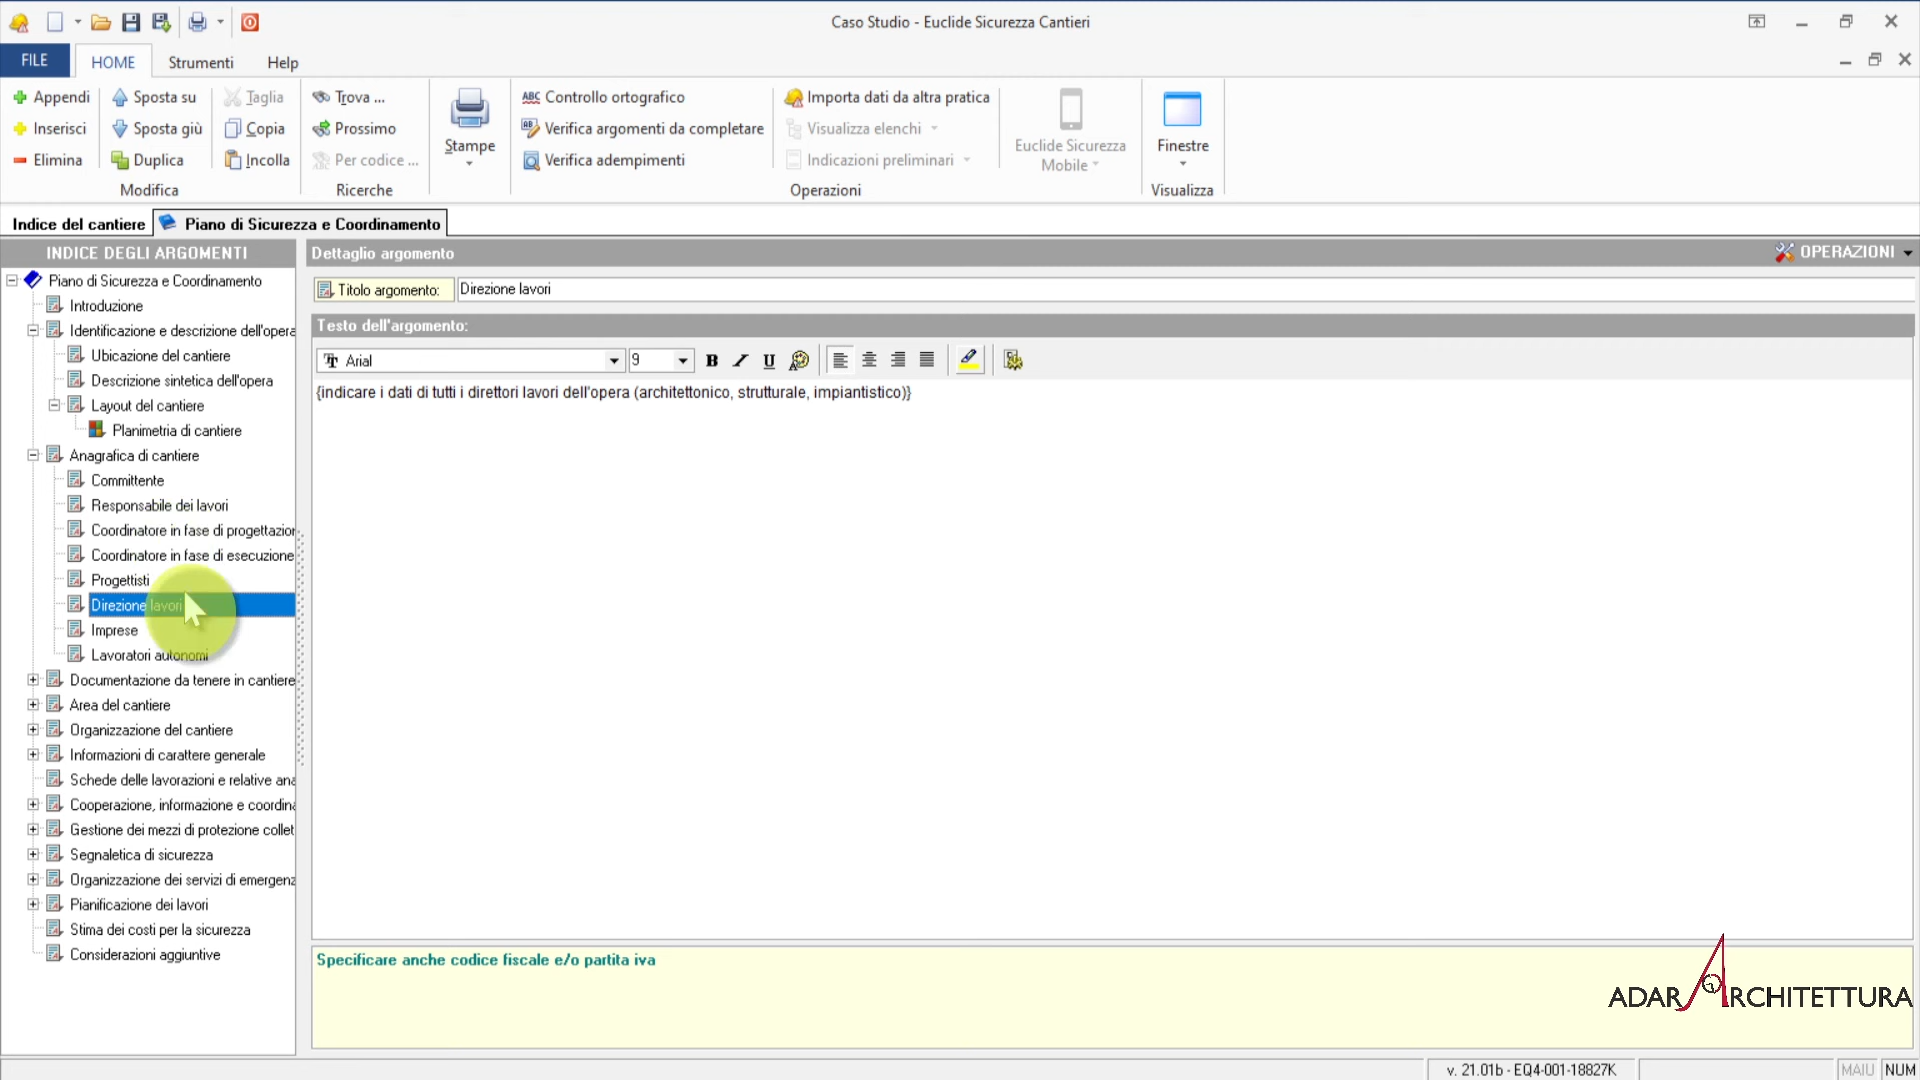 Caso Studio - Euclide Sicurezza Cantieri
FILE
HOME
Strumenti
Help
Appendi
Inserisci
Elimina
Sposta su
Sposta giù
Duplica
Taglia
Copia
Incolla
Modifica
Trova ...
Prossimo
Per codice ...
Ricerche
Stampe
ABC Controllo ortografico
Verifica argomenti da completare
Verifica adempimenti
Importa dati da altra pratica
Visualizza elenchi
Indicazioni preliminari
Operazioni
Euclide Sicurezza
Mobile
Finestre
Visualizza
Indice del cantiere
Piano di Sicurezza e Coordinamento
INDICE DEGLI ARGOMENTI
Piano di Sicurezza e Coordinamento
Introduzione
Identificazione e descrizione dell'opera
Ubicazione del cantiere
Descrizione sintetica dell'opera
Layout del cantiere
Planimetria di cantiere
Anagrafica di cantiere
Committente
Responsabile dei lavori
Coordinatore in fase di progettazion
Coordinatore in fase di esecuzione
Progettisti
Direzione lavori
Imprese
Lavoratori autonomi
Documentazione da tenere in cantiere
Area del cantiere
Organizzazione del cantiere
Informazioni di carattere generale
Schede delle lavorazioni e relative ana
Cooperazione, informazione e coordina
Gestione dei mezzi di protezione collet
Segnaletica di sicurezza
Organizzazione dei servizi di emergenz
Pianificazione dei lavori
Stima dei costi per la sicurezza
Considerazioni aggiuntive
Dettaglio argomento
OPERAZIONI
Titolo argomento:
Direzione lavori
Testo dell'argomento:
Arial
9
B I U
{indicare i dati di tutti i direttori lavori dell'opera (architettonico, strutturale, impiantistico)}
Specificare anche codice fiscale e/o partita iva
ADARARCHITETTURA
v. 21.01b - EQ4-001-18827K
MAIU
NUM